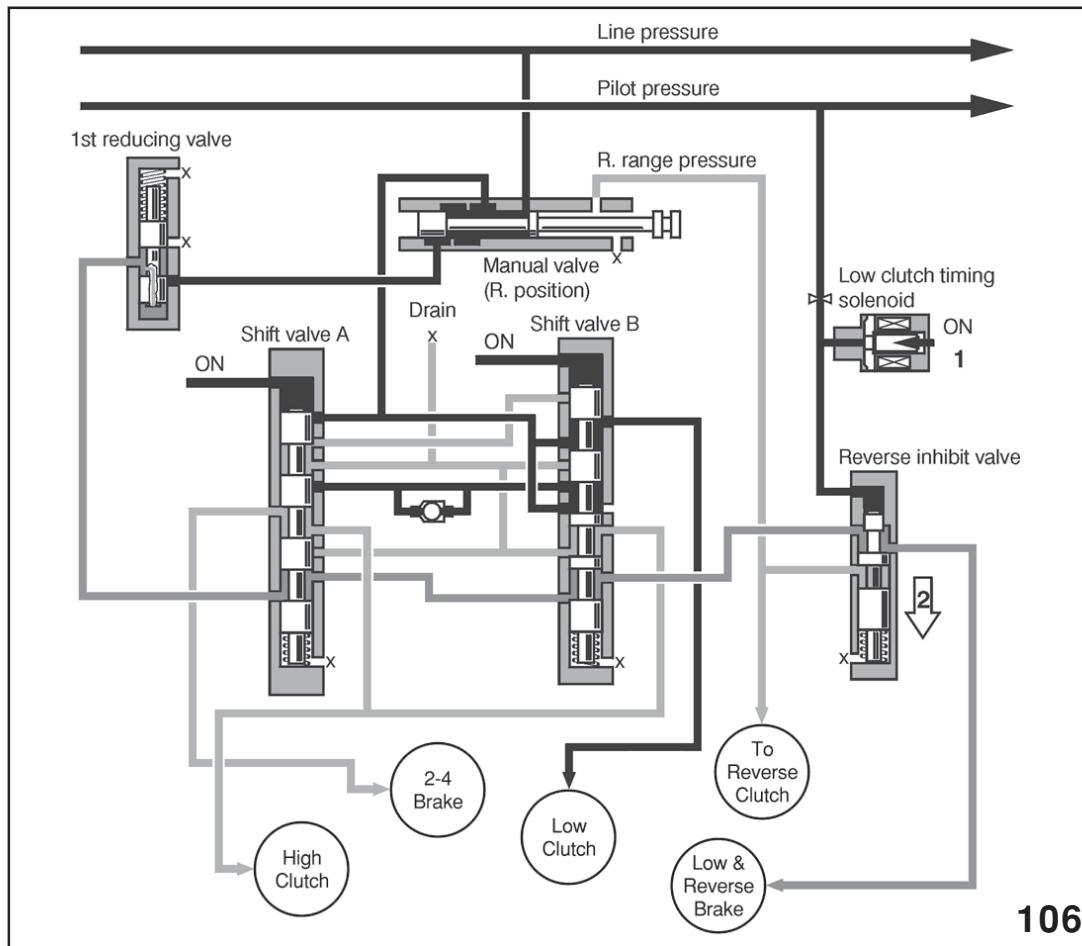 Line pressure
Pilot pressure
1st reducing valve
x
R. range pressure
x
Manual valve
(R. position)
x
Low clutch timing
solenoid
ON
1
Drain
x
Shift valve A
Shift valve B
ON
ON
Reverse inhibit valve
2
x
x
x
To
Reverse
Clutch
2-4
Brake
Low
Clutch
High
Clutch
Low &
Reverse
Brake
106